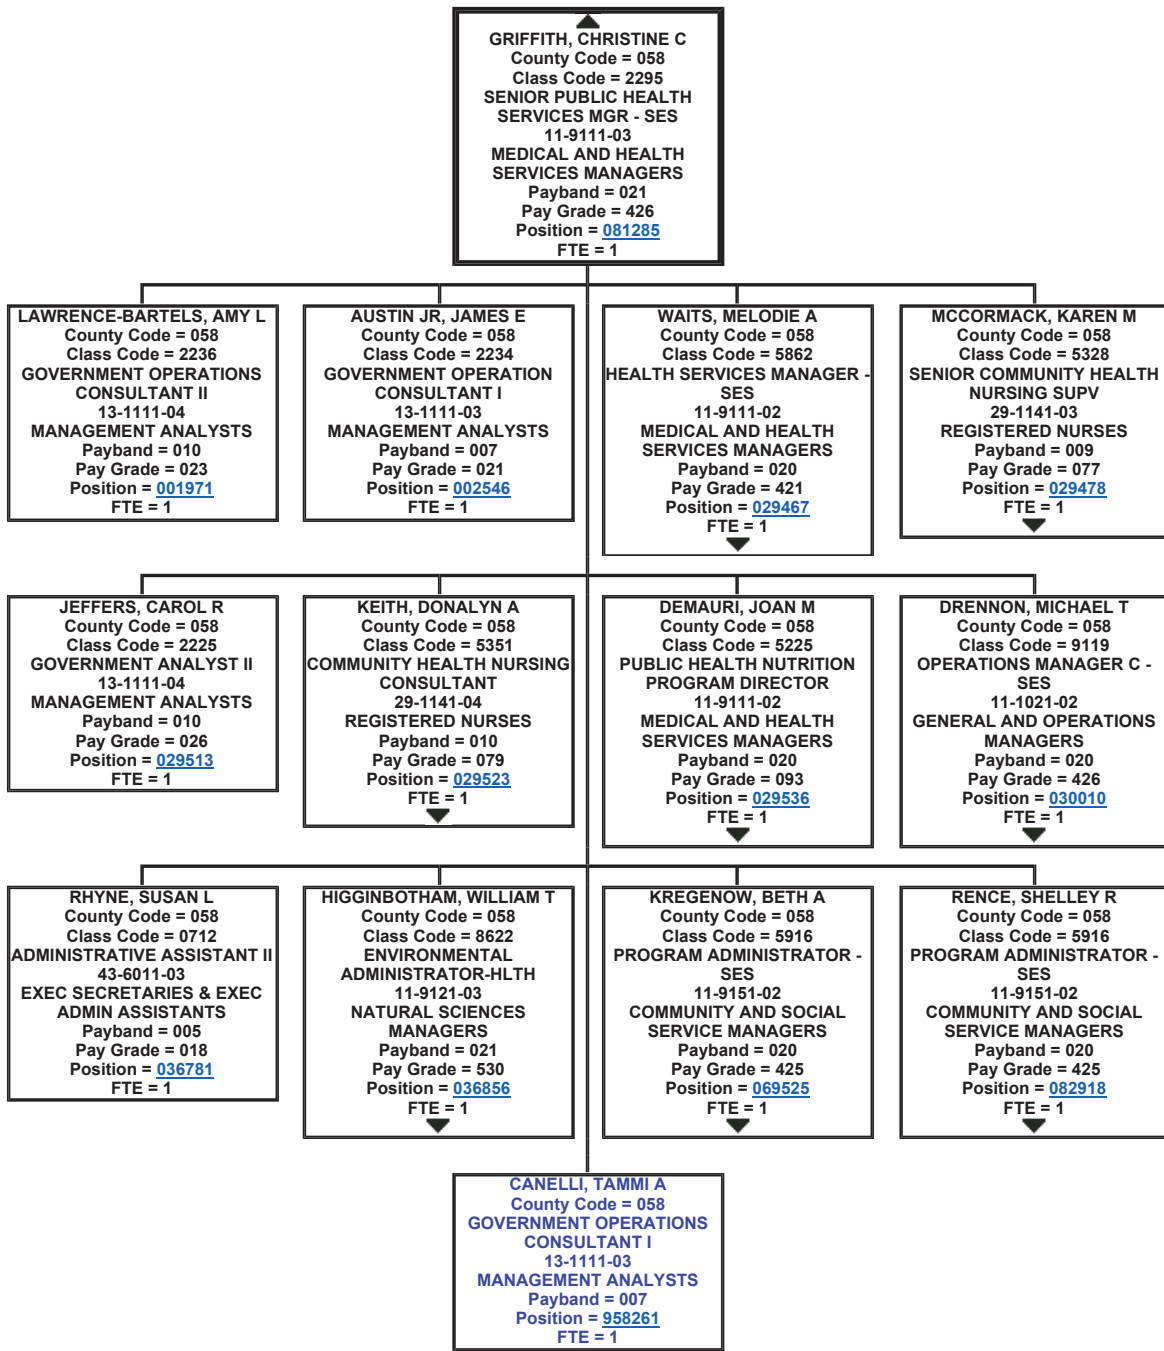 GRIFFITH, CHRISTINE C
County Code = 058
Class Code = 2295
SENIOR PUBLIC HEALTH
SERVICES MGR - SES
11-9111-03
MEDICAL AND HEALTH
SERVICES MANAGERS
Payband = 021
Pay Grade = 426
Position = 081285
FTE = 1
LAWRENCE-BARTELS, AMY L
County Code = 058
Class Code = 2236
GOVERNMENT OPERATIONS
CONSULTANT II
13-1111-04
MANAGEMENT ANALYSTS
Payband = 010
Pay Grade = 023
Position = 001971
FTE = 1
AUSTIN JR, JAMES E
County Code = 058
Class Code = 2234
GOVERNMENT OPERATION
CONSULTANT I
13-1111-03
MANAGEMENT ANALYSTS
Payband = 007
Pay Grade = 021
Position = 002546
FTE = 1
WAITS, MELODIE A
County Code = 058
Class Code = 5862
HEALTH SERVICES MANAGER -
SES
11-9111-02
MEDICAL AND HEALTH
SERVICES MANAGERS
Payband = 020
Pay Grade = 421
Position = 029467
FTE = 1
MCCORMACK, KAREN M
County Code = 058
Class Code = 5328
SENIOR COMMUNITY HEALTH
NURSING SUPV
29-1141-03
REGISTERED NURSES
Payband = 009
Pay Grade = 077
Position = 029478
FTE = 1
JEFFERS, CAROL R
County Code = 058
Class Code = 2225
GOVERNMENT ANALYST II
13-1111-04
MANAGEMENT ANALYSTS
Payband = 010
Pay Grade = 026
Position = 029513
FTE = 1
KEITH, DONALYN A
County Code = 058
Class Code = 5351
COMMUNITY HEALTH NURSING
CONSULTANT
29-1141-04
REGISTERED NURSES
Payband = 010
Pay Grade = 079
Position = 029523
FTE = 1
DEMAURI, JOAN M
County Code = 058
Class Code = 5225
PUBLIC HEALTH NUTRITION
PROGRAM DIRECTOR
11-9111-02
MEDICAL AND HEALTH
SERVICES MANAGERS
Payband = 020
Pay Grade = 093
Position = 029536
FTE = 1
DRENNON, MICHAEL T
County Code = 058
Class Code = 9119
OPERATIONS MANAGER C -
SES
11-1021-02
GENERAL AND OPERATIONS
MANAGERS
Payband = 020
Pay Grade = 426
Position = 030010
FTE = 1
RHYNE, SUSAN L
County Code = 058
Class Code = 0712
ADMINISTRATIVE ASSISTANT II
43-6011-03
EXEC SECRETARIES & EXEC
ADMIN ASSISTANTS
Payband = 005
Pay Grade = 018
Position = 036781
FTE = 1
HIGGINBOTHAM, WILLIAM T
County Code = 058
Class Code = 8622
ENVIRONMENTAL
ADMINISTRATOR-HLTH
11-9121-03
NATURAL SCIENCES
MANAGERS
Payband = 021
Pay Grade = 530
Position = 036856
FTE = 1
KREGENOW, BETH A
County Code = 058
Class Code = 5916
PROGRAM ADMINISTRATOR -
SES
11-9151-02
COMMUNITY AND SOCIAL
SERVICE MANAGERS
Payband = 020
Pay Grade = 425
Position = 069525
FTE = 1
RENCE, SHELLEY R
County Code = 058
Class Code = 5916
PROGRAM ADMINISTRATOR -
SES
11-9151-02
COMMUNITY AND SOCIAL
SERVICE MANAGERS
Payband = 020
Pay Grade = 425
Position = 082918
FTE = 1
CANELLI, TAMMI A
County Code = 058
GOVERNMENT OPERATIONS
CONSULTANT I
13-1111-03
MANAGEMENT ANALYSTS
Payband = 007
Position = 958261
FTE = 1